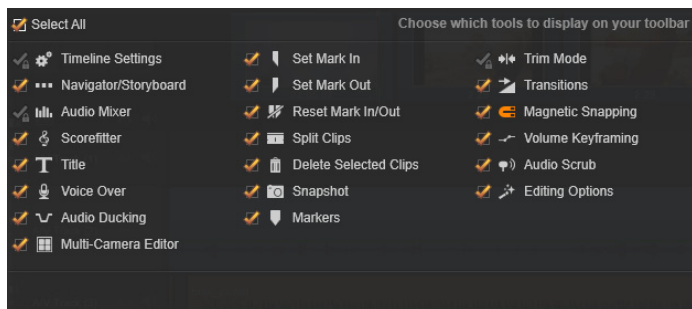 Select All
Choose which tools to display on your toolbar
Timeline Settings
Navigator/Storyboard
Audio Mixer
Scorefitter
Title
Voice Over
Audio Ducking
Multi-Camera Editor
Set Mark In
Set Mark Out
Reset Mark In/Out
Split Clips
Delete Selected Clips
Snapshot
Markers
Trim Mode
Transitions
Magnetic Snapping
Volume Keyframing
Audio Scrub
Editing Options